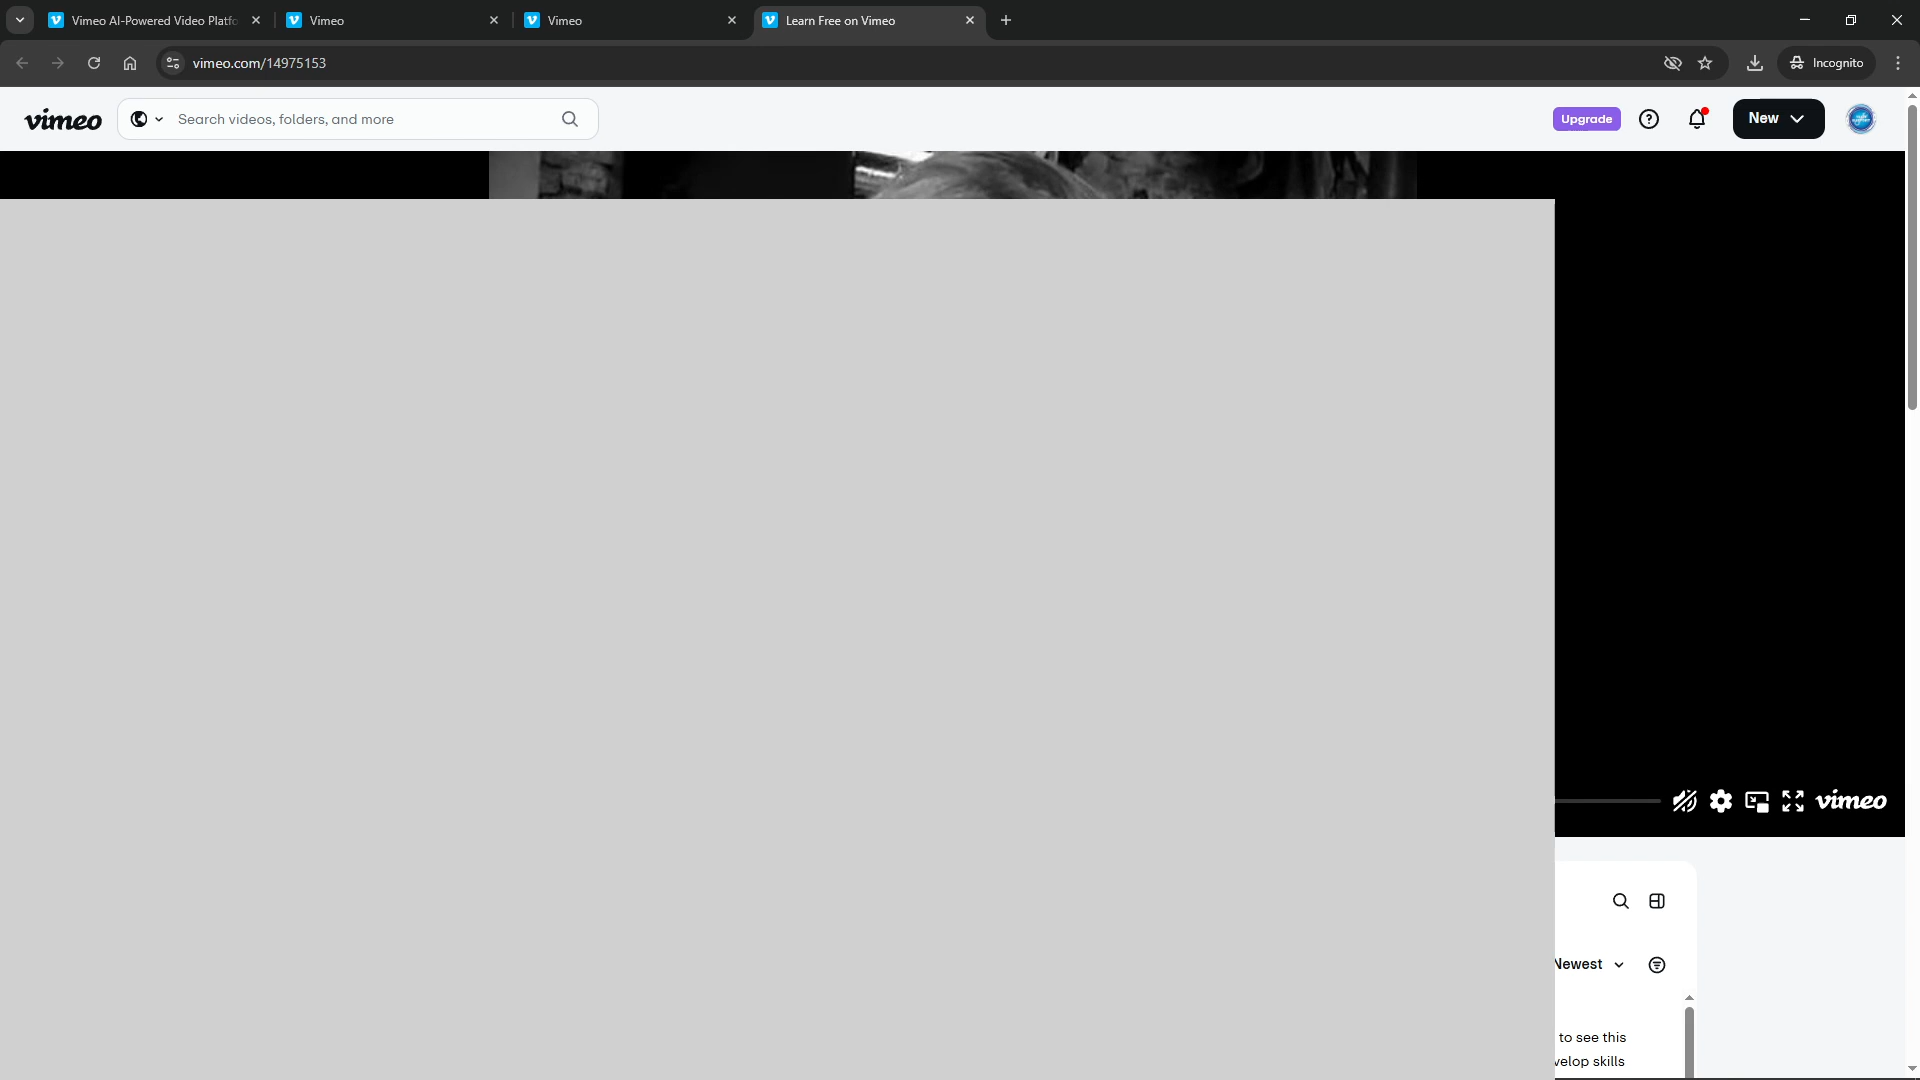 Vimeo AI-Powered Video Platfo
Vimeo
Vimeo
Learn Free on Vimeo
vimeo.com/14975153
Incognito
vimeo
Search videos, folders, and more
Upgrade
New
vimeo
Newest
to see this
velop skills